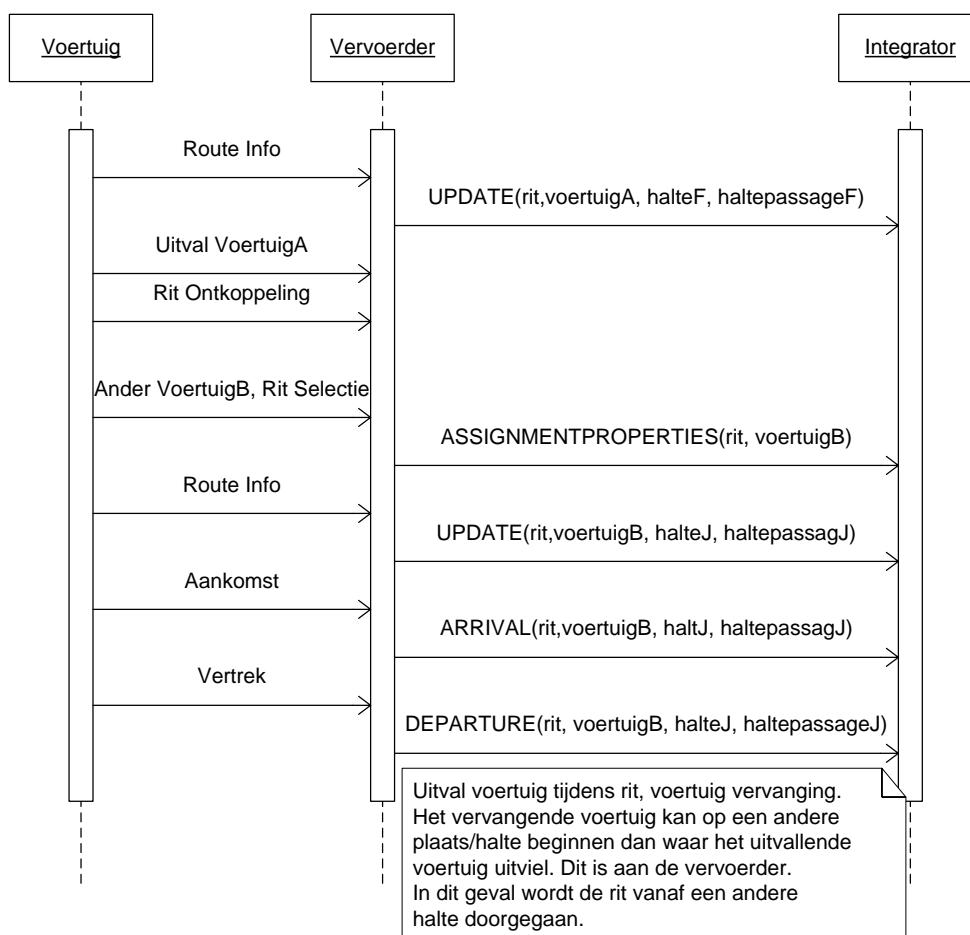 Voertuig
Vervoerder
Integrator
Route Info
UPDATE(rit,voertuigA, halteF, haltepassageF)
Uitval VoertuigA
Rit Ontkoppeling
Ander VoertuigB, Rit Selectie
ASSIGNMENTPROPERTIES(rit, voertuigB)
Route Info
UPDATE(rit,voertuigB, halteJ, haltepassagJ)
Aankomst
ARRIVAL(rit,voertuigB, haltJ, haltepassagJ)
Vertrek
DEPARTURE(rit, voertuigB, halteJ, haltepassageJ)
Uitval voertuig tijdens rit, voertuig vervanging.
Het vervangende voertuig kan op een andere
plaats/halte beginnen dan waar het uitvallende
voertuig uitviel. Dit is aan de vervoerder.
In dit geval wordt de rit vanaf een andere
halte doorgegaan.